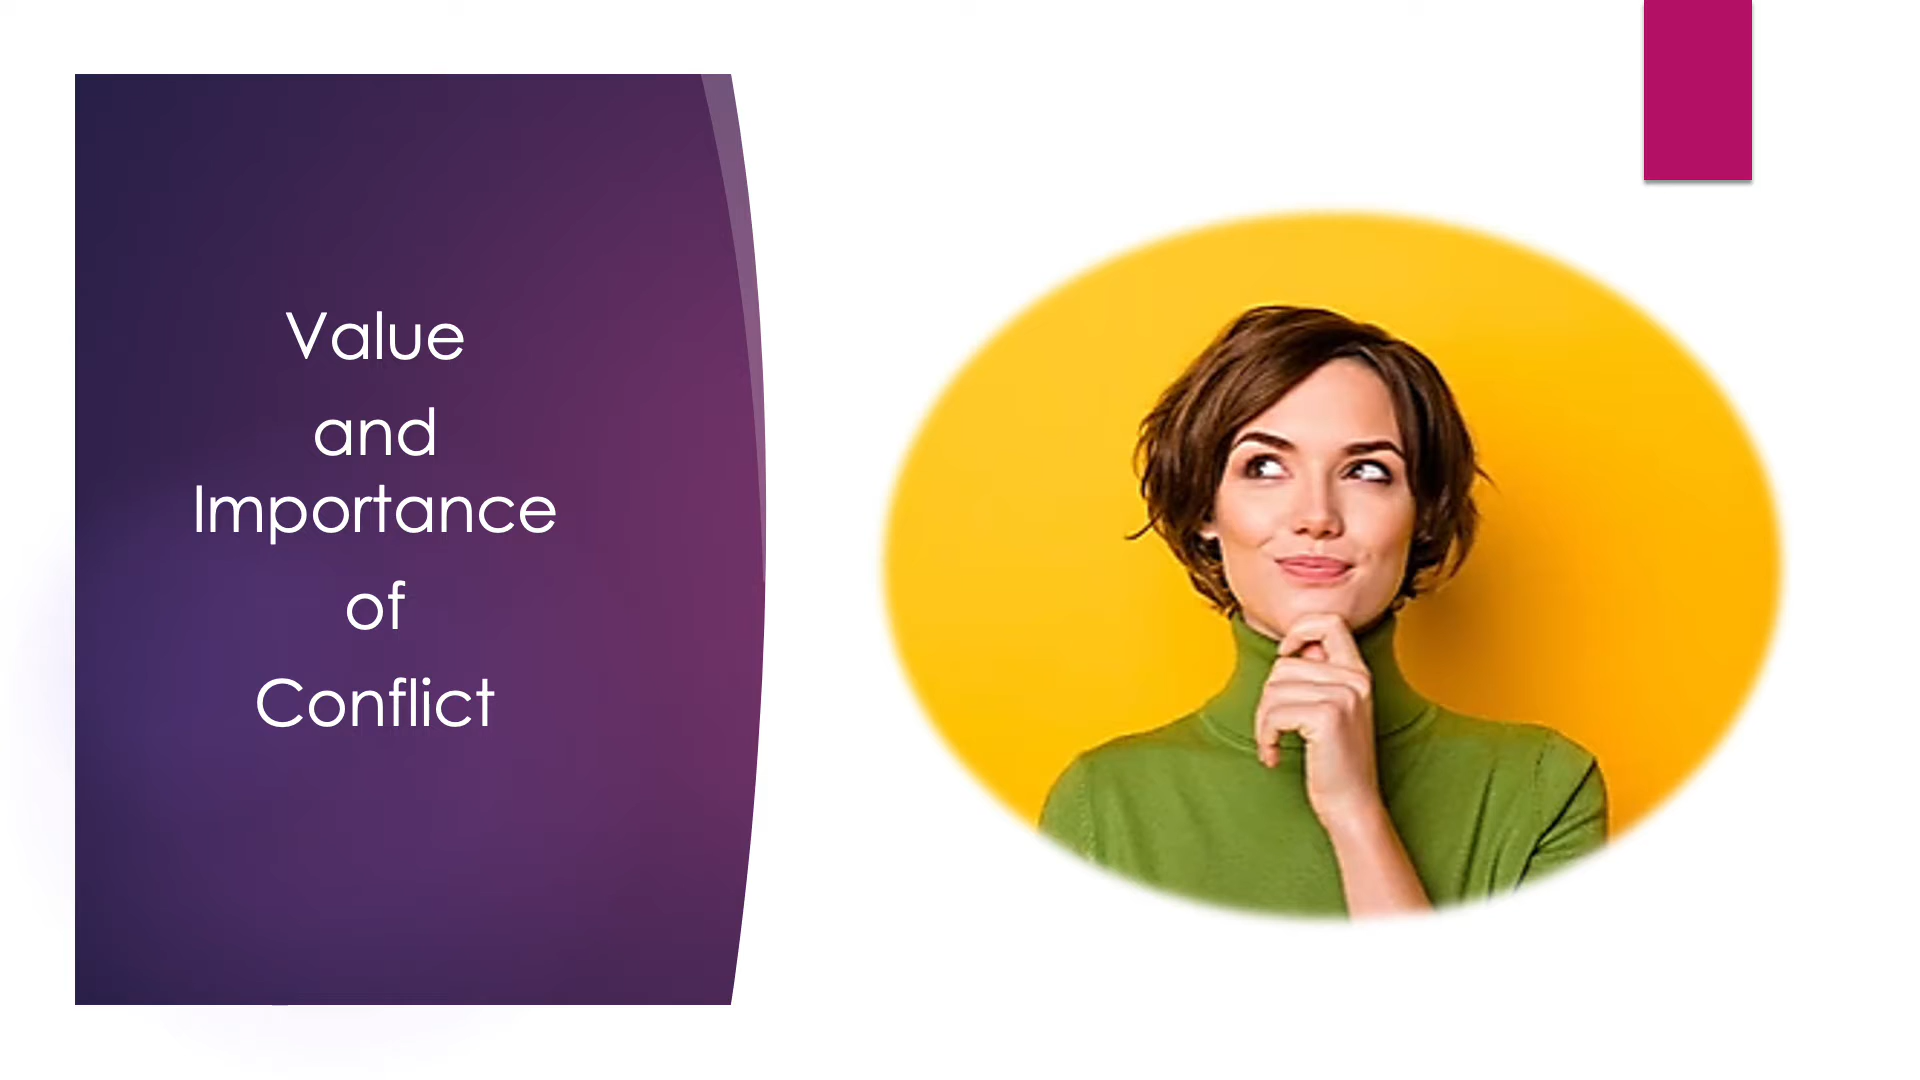 Value
and
Importance
of
Conflict